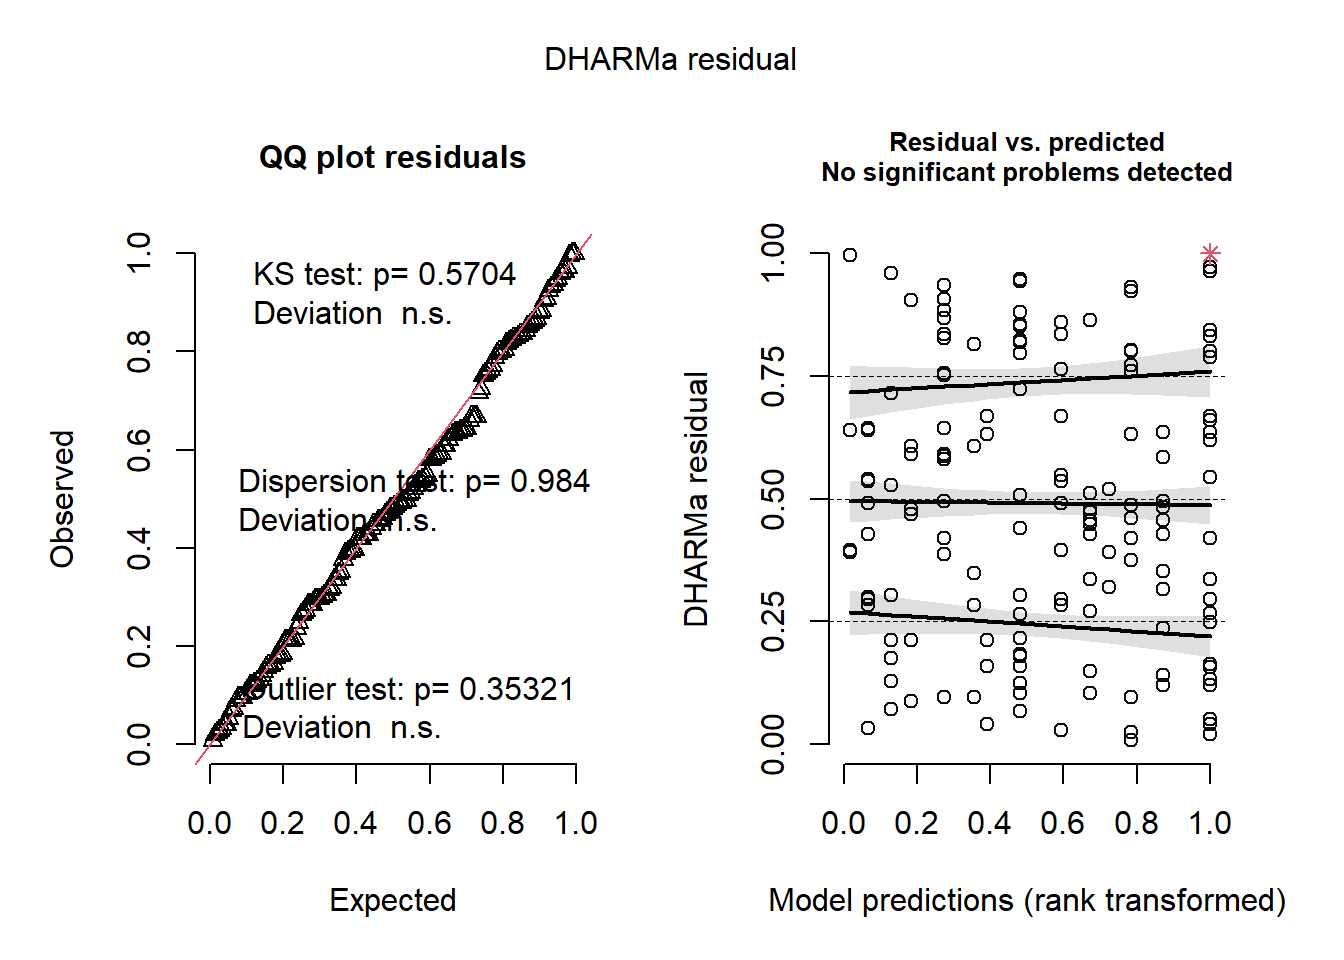 DHARMa residual
QQ plot residuals
KS test: p= 0.5704
Deviation  n.s.
Dispersion test: p= 0.984
Deviation n.s.
Outlier test: p= 0.35321
Deviation  n.s.
Observed
0.0 0.2 0.4 0.6 0.8 1.0
0.0 0.2 0.4 0.6 0.8 1.0
Expected
Residual vs. predicted
No significant problems detected
DHARMa residual
0.00 0.25 0.50 0.75 1.00
0.0 0.2 0.4 0.6 0.8 1.0
Model predictions (rank transformed)